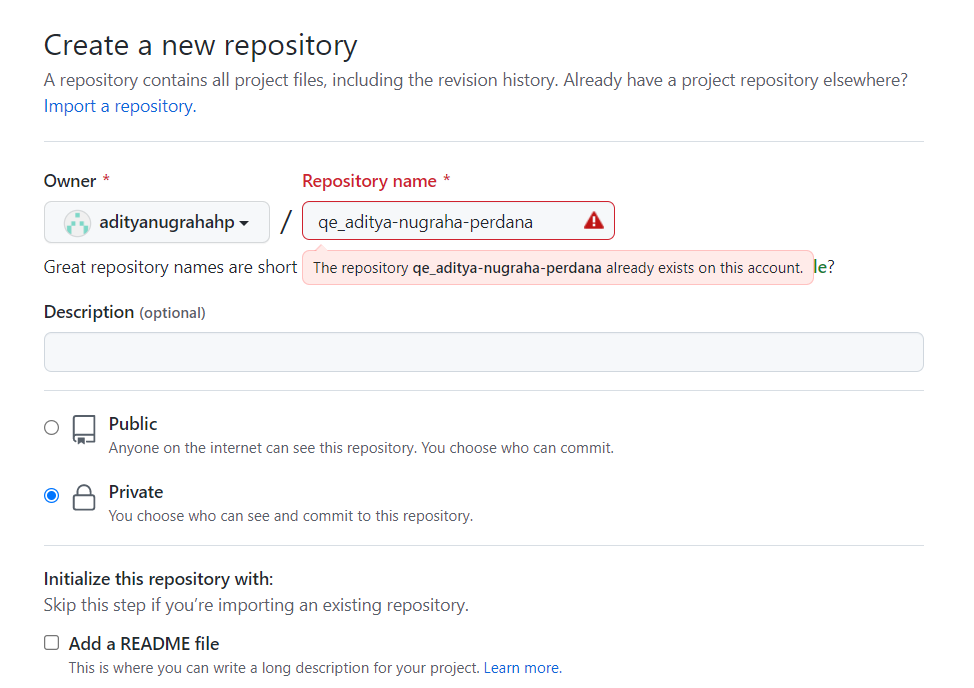 Create a new repository
A repository contains all project files, including the revision history. Already have a project repository elsewhere?
Import a repository.
Owner *
Repository name *
adityanugrahahp
/
qe_aditya-nugraha-perdana
Great repository names are short
The repository qe_aditya-nugraha-perdana already exists on this account.
le?
Description (optional)
Public
Anyone on the internet can see this repository. You choose who can commit.
Private
You choose who can see and commit to this repository.
Initialize this repository with:
Skip this step if you’re importing an existing repository.
Add a README file
This is where you can write a long description for your project. Learn more.